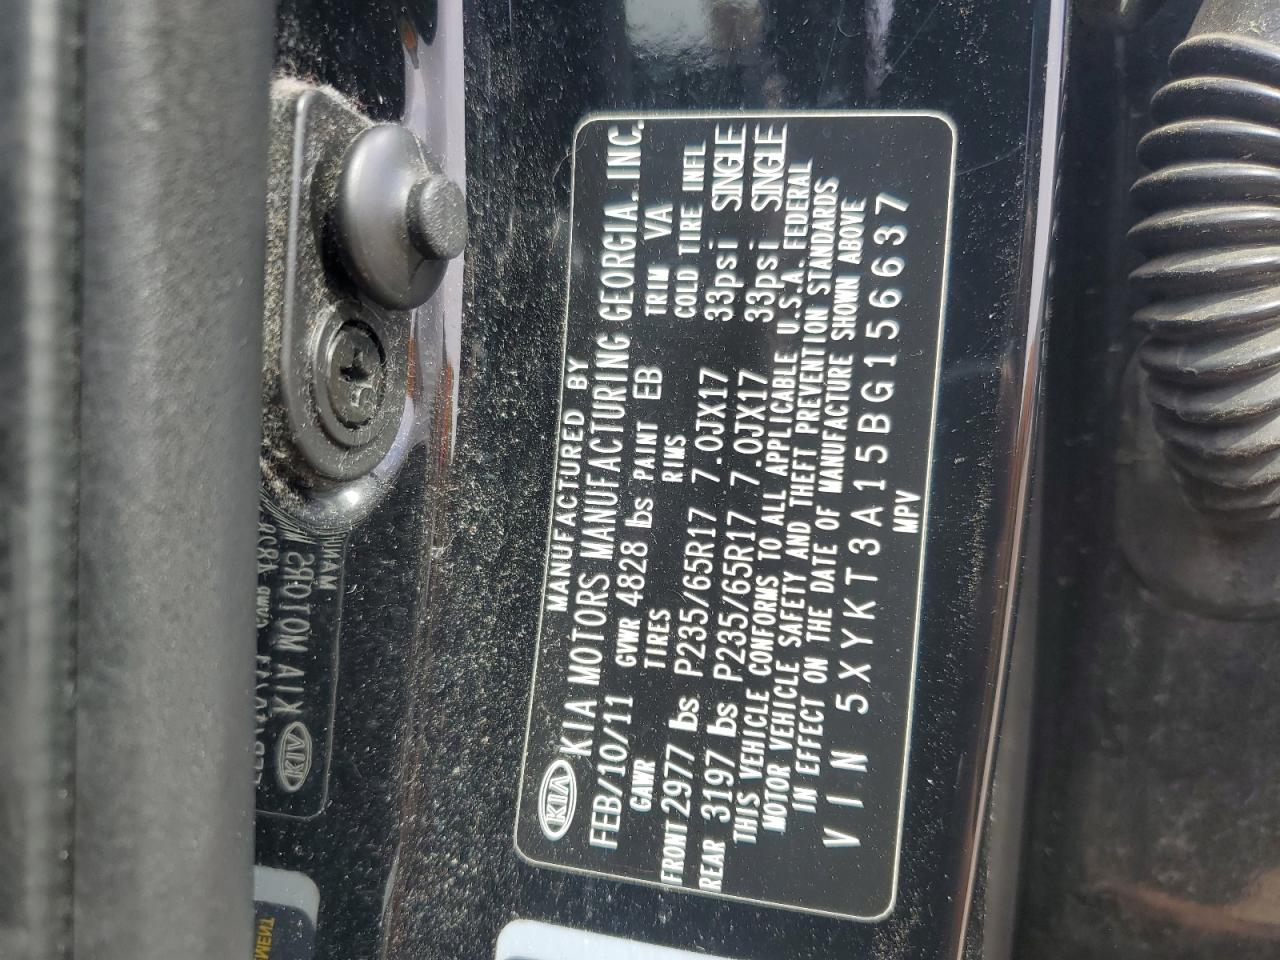 MANUFACTURED BY
KIA KIA MOTORS MANUFACTURING GEORGIA. INC.
FEB/10/11 GVWR 4828 lbs PAINT EB TRIM VA
GAWR TIRES RIMS COLD TIRE INFL
FRONT 2977 lbs P235/65R17 7.0JX17 33psi SINGLE
REAR 3197 lbs P235/65R17 7.0JX17 33psi SINGLE
THIS VEHICLE CONFORMS TO ALL APPLICABLE U.S.A. FEDERAL
MOTOR VEHICLE SAFETY AND THEFT PREVENTION STANDARDS
IN EFFECT ON THE DATE OF MANUFACTURE SHOWN ABOVE
VIN 5XYKT3A15BG156637
MPV